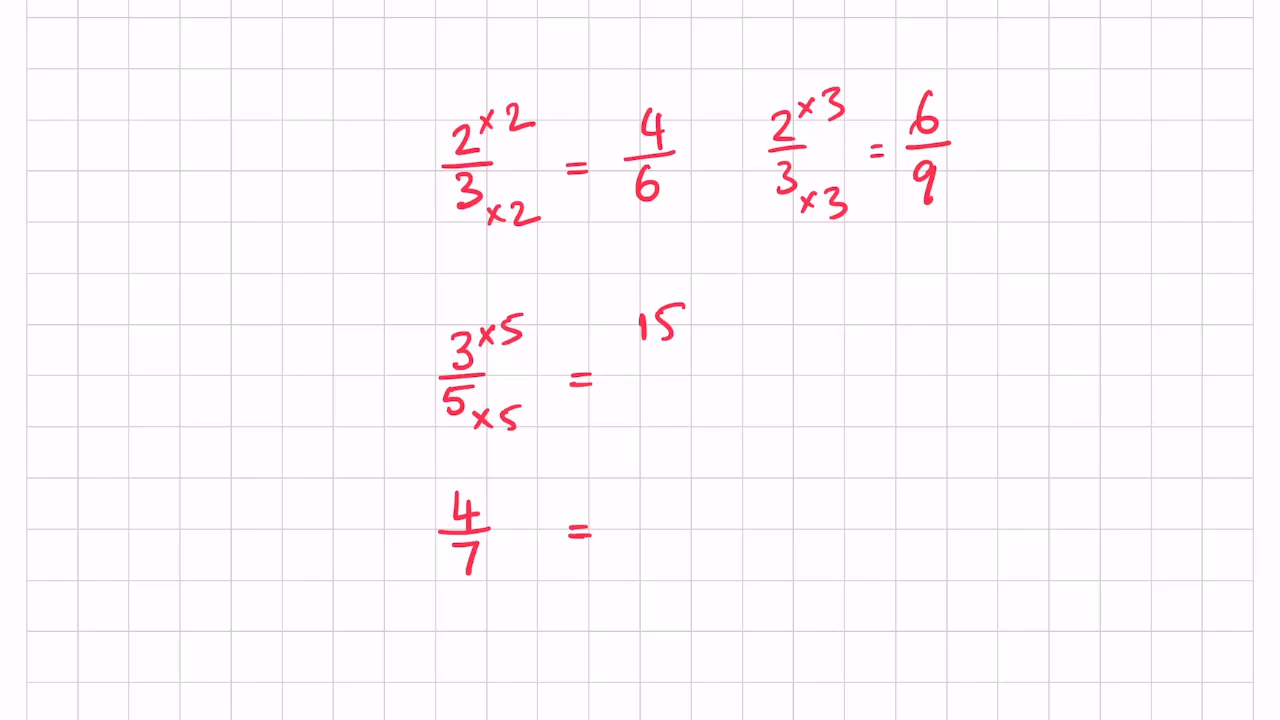 2 ×2 / 3 ×2 = 4/6   2 ×3 / 3 ×3 = 6/9
3 ×5 / 5 ×5 = 15
4/7 =